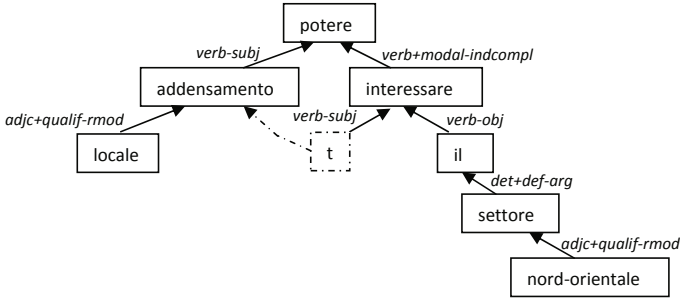 potere
verb-subj
verb+modal-indcompl
addensamento
interessare
adjc+qualif-rmod
verb-subj
verb-obj
locale
t
il
det+def-arg
settore
adjc+qualif-rmod
nord-orientale